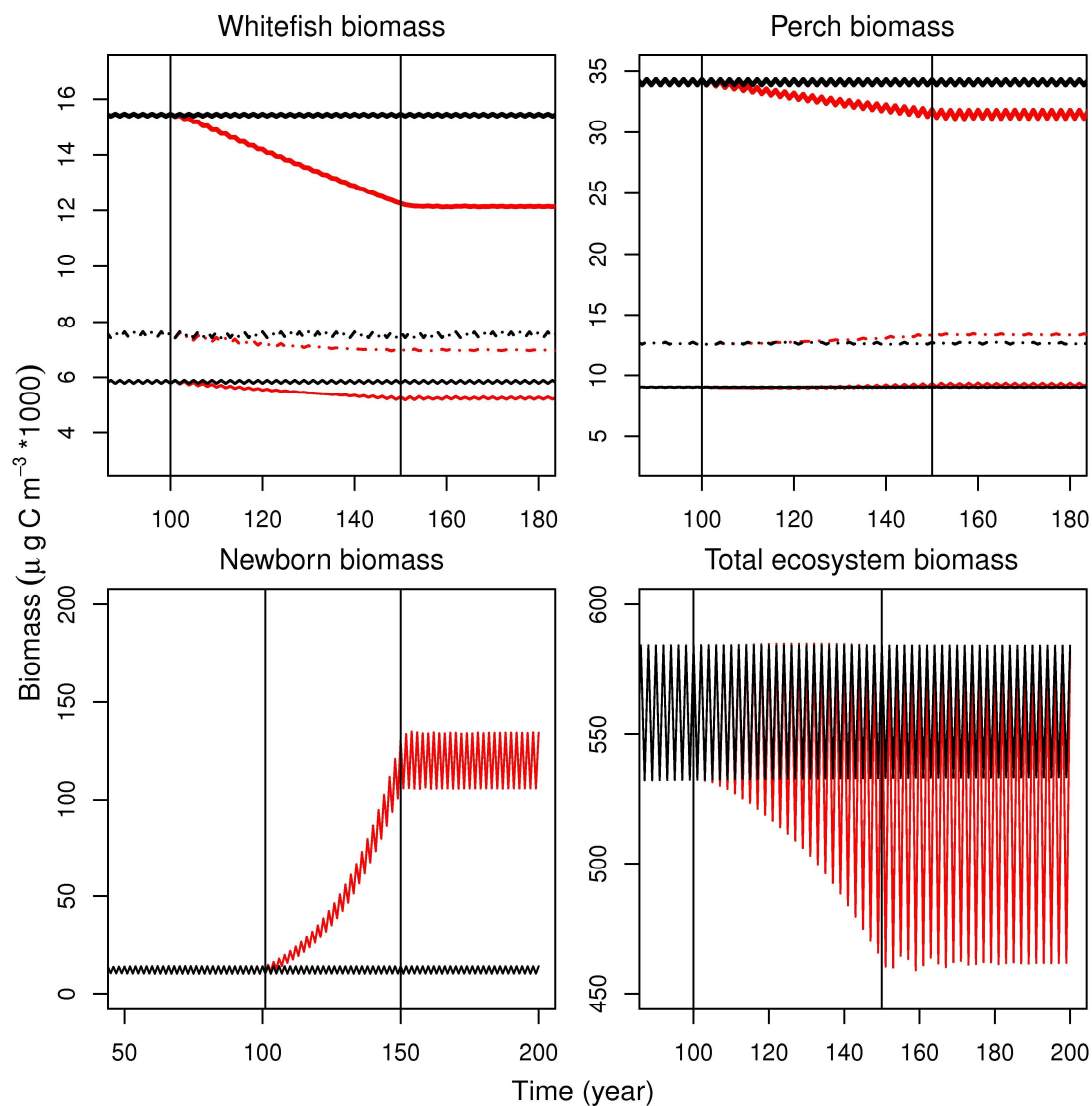 Whitefish biomass
Perch biomass
16
14
12
10
8
6
4
100 120 140 160 180
35
30
25
20
15
10
5
100 120 140 160 180
Newborn biomass
Total ecosystem biomass
200
150
100
50
0
50 100 150 200
600
550
500
450
100 120 140 160 180 200
Biomass (μ g C m⁻³ *1000)
Time (year)